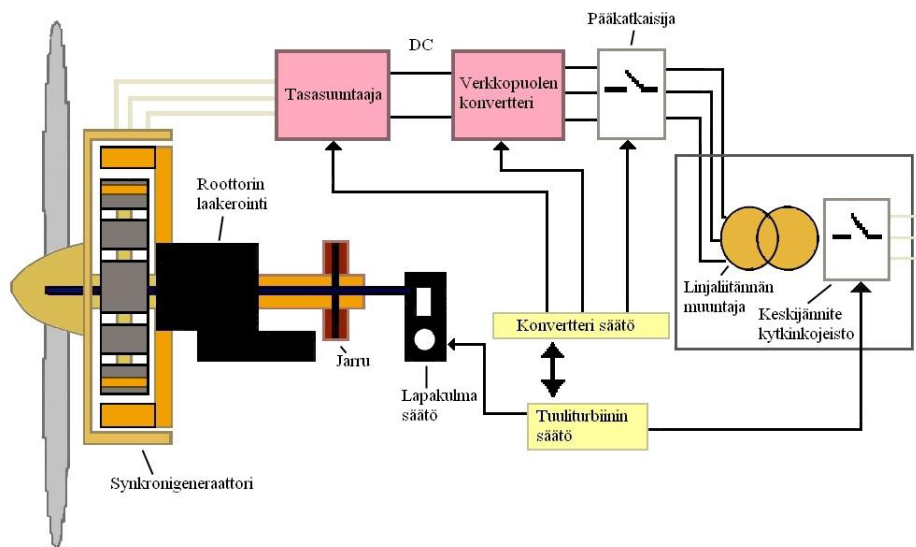 Pääkatkaisija
DC
Tasasuuntaaja
Verkkopuolen
konvertteri
Roottorin
laakerointi
Linjaliitännän
muuntaja
Keskijännite
kytkinkojeisto
Konvertteri säätö
Jarru
Lapakulma
säätö
Tuuliturbiinin
säätö
Synkronigeneraattori